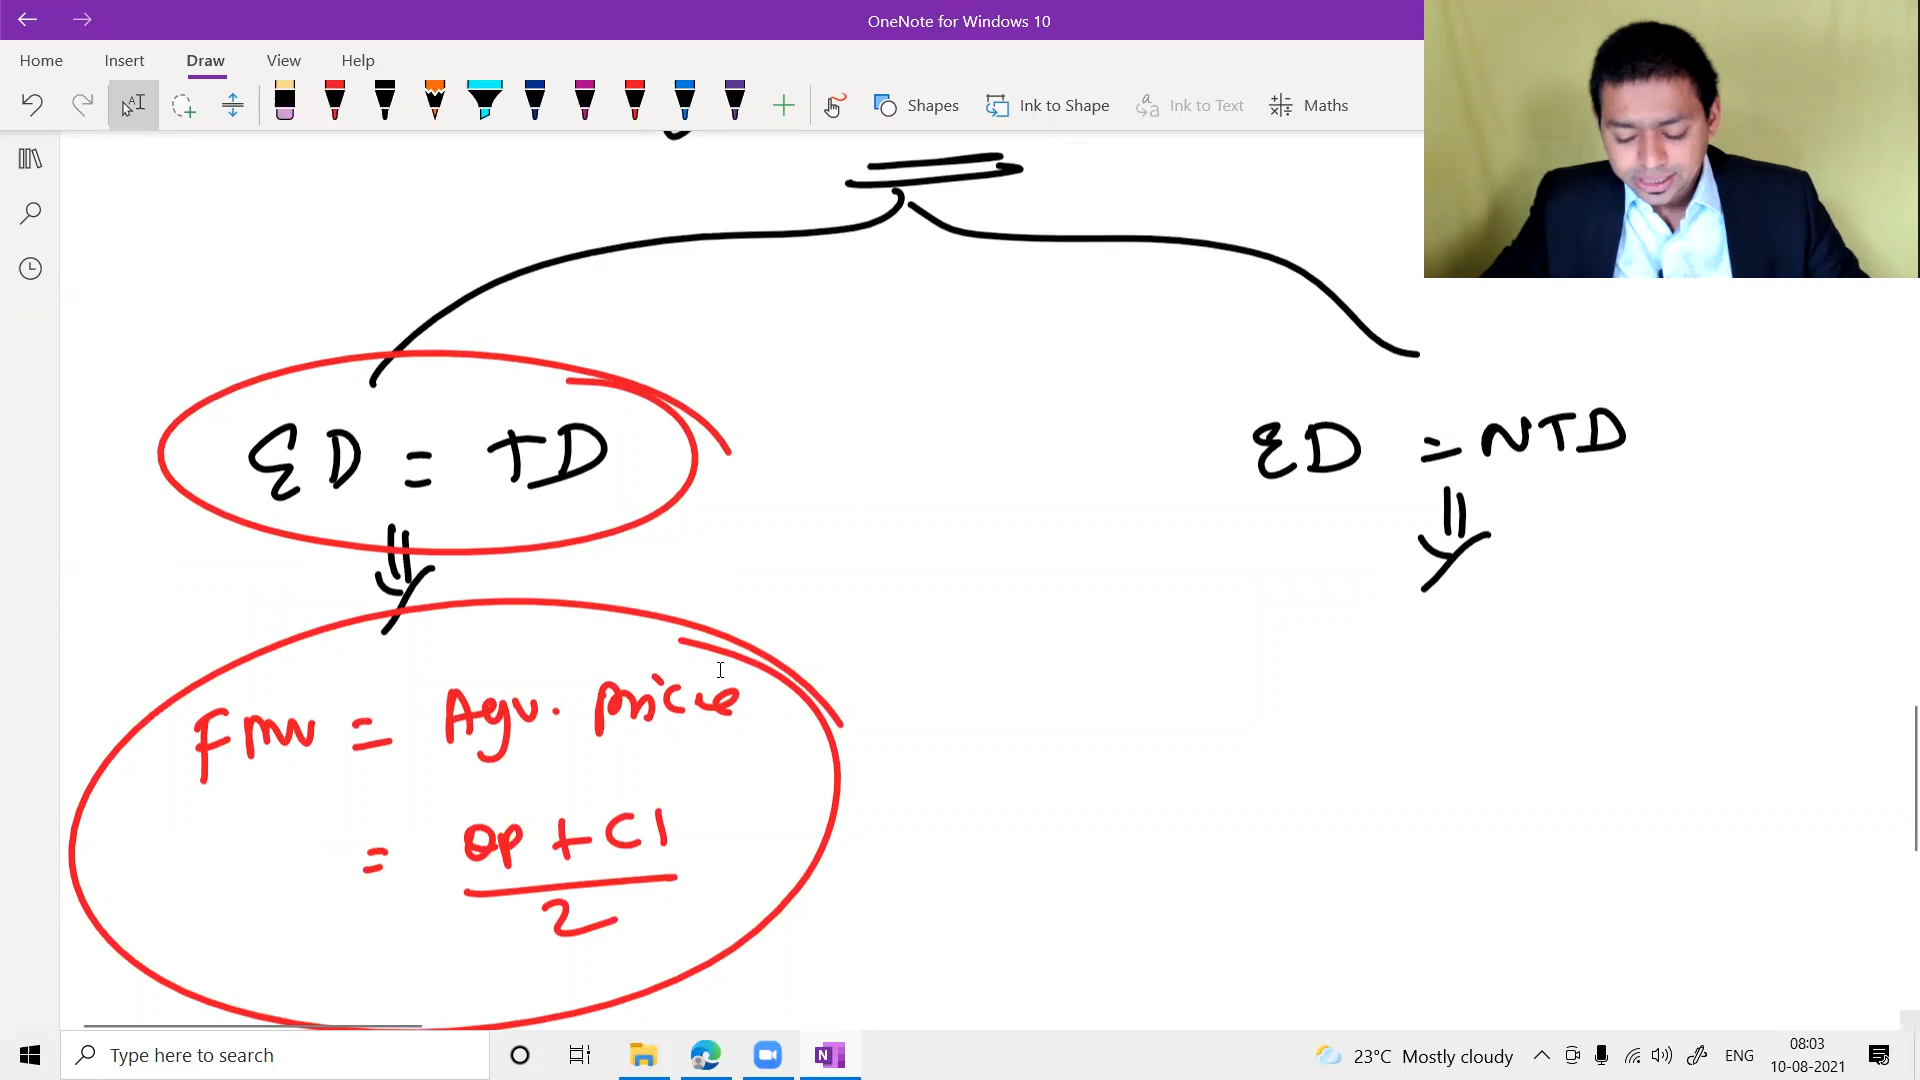 OneNote for Windows 10
Home Insert Draw View Help
Shapes Ink to Shape Ink to Text Maths
ED = TD
ED = NTD
FMV = Agv. price
= Op + Cl
2
Type here to search
23°C Mostly cloudy
ENG
08:03
10-08-2021